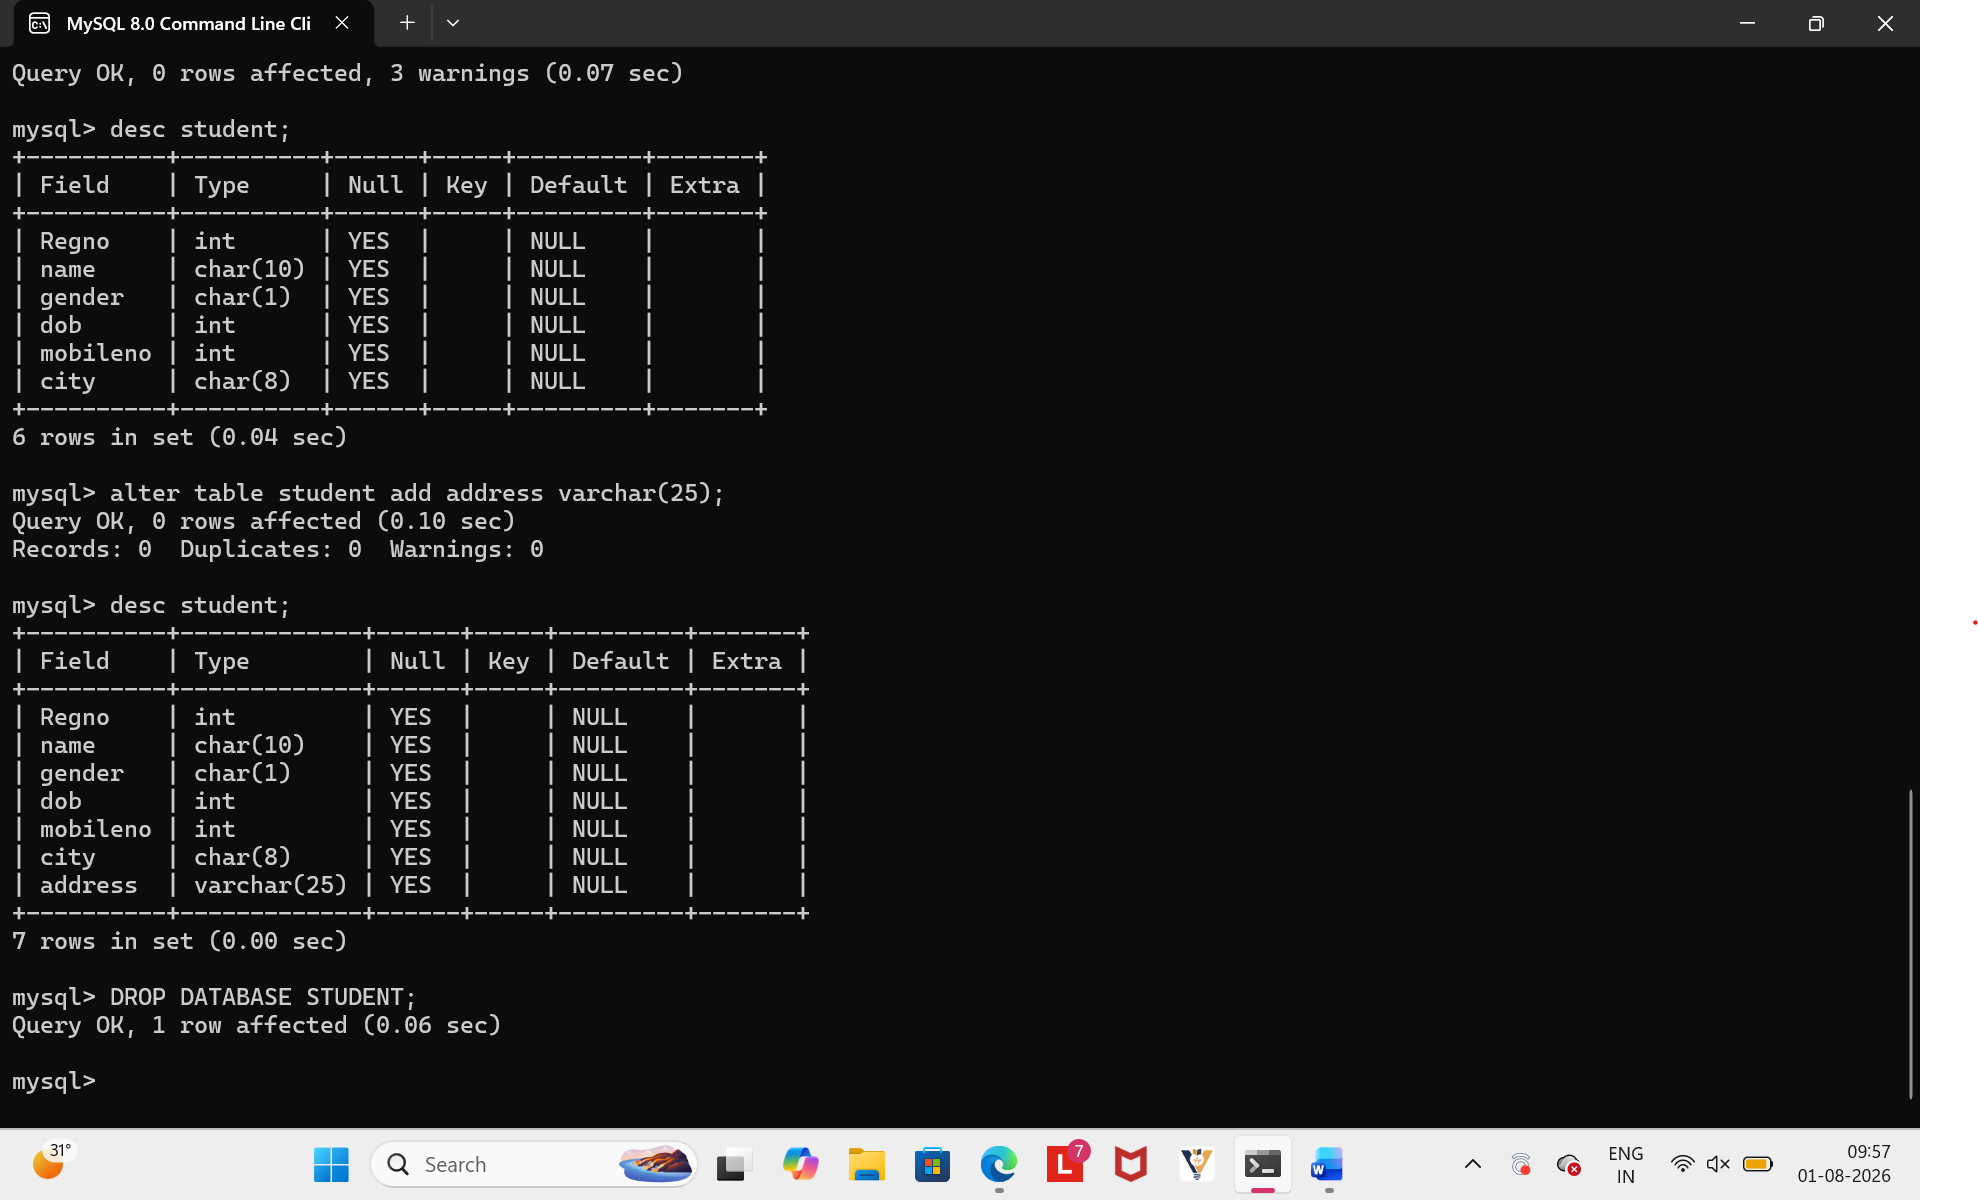 MySQL 8.0 Command Line Cli
Query OK, 0 rows affected, 3 warnings (0.07 sec)
mysql> desc student;
+----------+----------+------+-----+---------+-------+
| Field    | Type     | Null | Key | Default | Extra |
+----------+----------+------+-----+---------+-------+
| Regno    | int      | YES  |     | NULL    |       |
| name     | char(10) | YES  |     | NULL    |       |
| gender   | char(1)  | YES  |     | NULL    |       |
| dob      | int      | YES  |     | NULL    |       |
| mobileno | int      | YES  |     | NULL    |       |
| city     | char(8)  | YES  |     | NULL    |       |
+----------+----------+------+-----+---------+-------+
6 rows in set (0.04 sec)
mysql> alter table student add address varchar(25);
Query OK, 0 rows affected (0.10 sec)
Records: 0  Duplicates: 0  Warnings: 0
mysql> desc student;
+----------+-------------+------+-----+---------+-------+
| Field    | Type        | Null | Key | Default | Extra |
+----------+-------------+------+-----+---------+-------+
| Regno    | int         | YES  |     | NULL    |       |
| name     | char(10)    | YES  |     | NULL    |       |
| gender   | char(1)     | YES  |     | NULL    |       |
| dob      | int         | YES  |     | NULL    |       |
| mobileno | int         | YES  |     | NULL    |       |
| city     | char(8)     | YES  |     | NULL    |       |
| address  | varchar(25) | YES  |     | NULL    |       |
+----------+-------------+------+-----+---------+-------+
7 rows in set (0.00 sec)
mysql> DROP DATABASE STUDENT;
Query OK, 1 row affected (0.06 sec)
mysql>
31°
Search
L 7
W
ENG
IN
09:57
01-08-2026